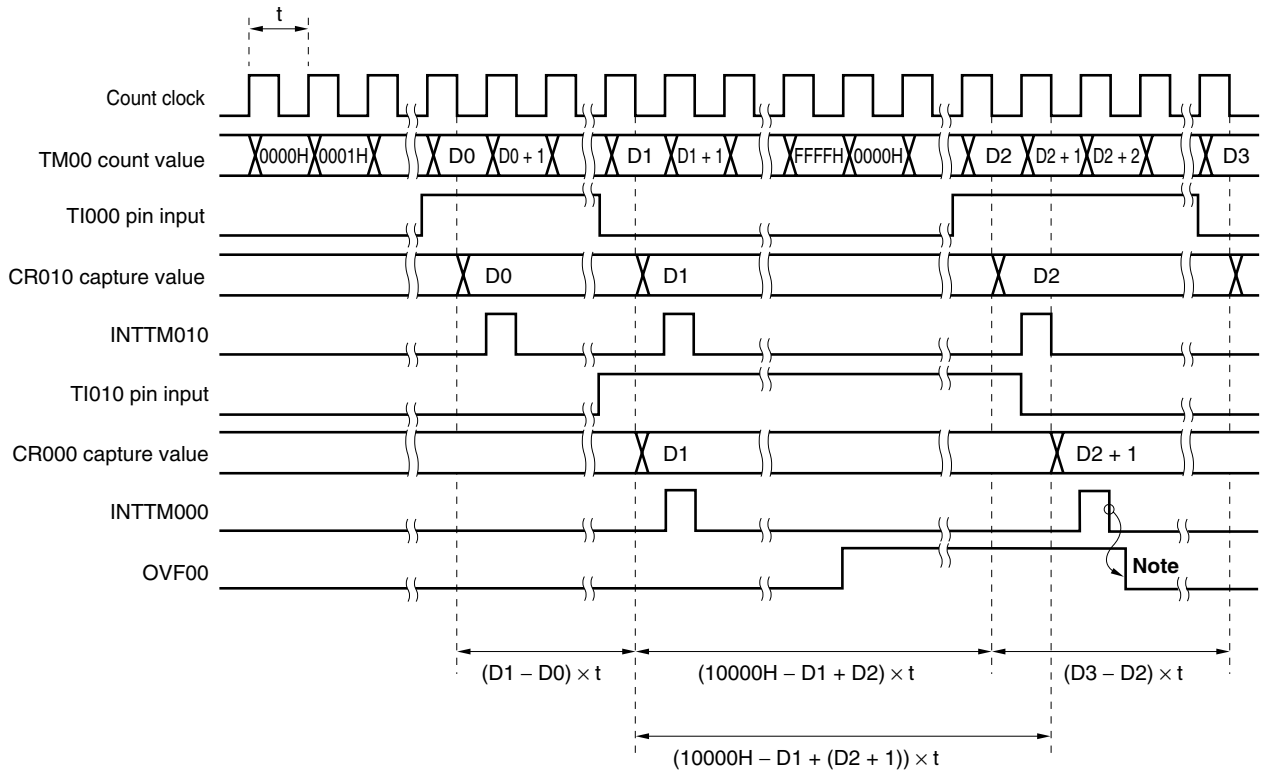 t
Count clock
TM00 count value
0000H 0001H D0 D0 + 1 D1 D1 + 1 FFFFH 0000H D2 D2 + 1 D2 + 2 D3
TI000 pin input
CR010 capture value
D0 D1 D2
INTTM010
TI010 pin input
CR000 capture value
D1 D2 + 1
INTTM000
OVF00
Note
(D1 − D0) × t (10000H − D1 + D2) × t (D3 − D2) × t
(10000H − D1 + (D2 + 1)) × t